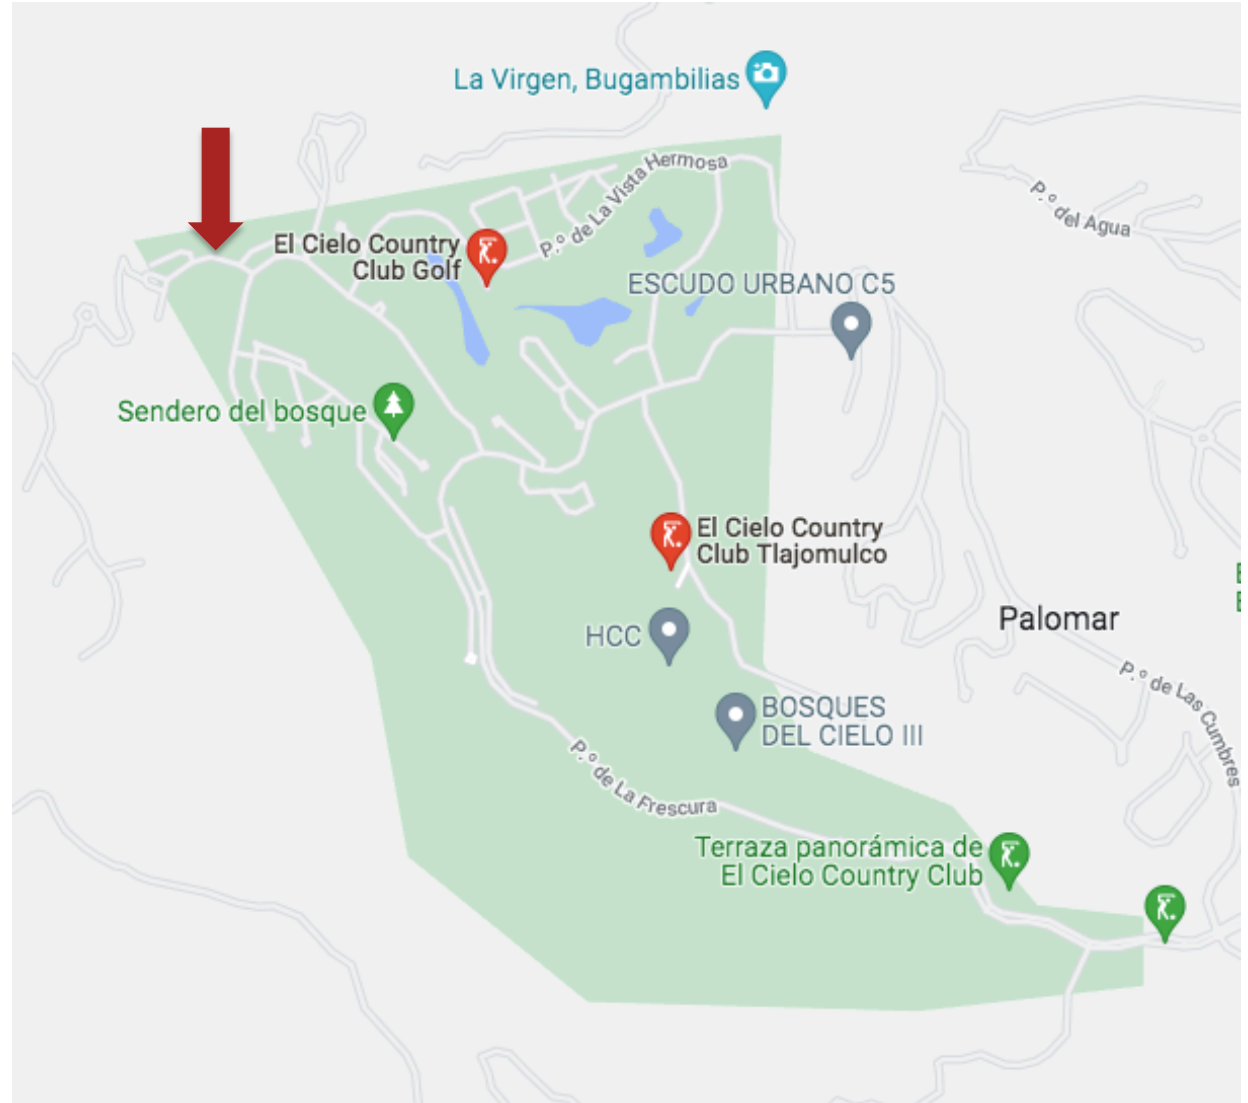 La Virgen, Bugambilias
P.º de La Vista Hermosa
P.º del Agua
El Cielo Country
Club Golf
ESCUDO URBANO C5
Sendero del bosque
El Cielo Country
Club Tlajomulco
HCC
Palomar
P.º de Las Cumbres
BOSQUES
DEL CIELO III
P.º de La Frescura
Terraza panorámica de
El Cielo Country Club